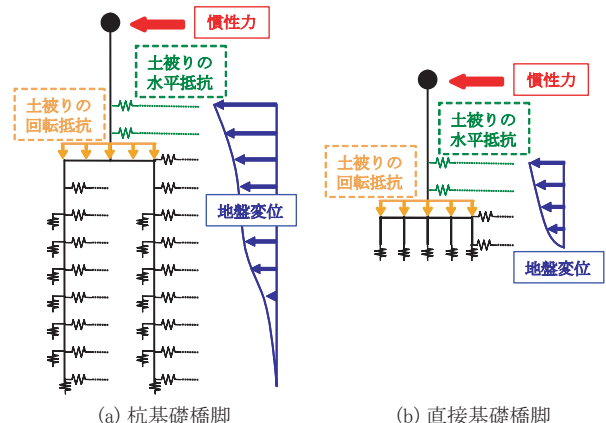 慣性力
土被りの
水平抵抗
土被りの
回転抵抗
地盤変位
(a) 杭基礎橋脚
慣性力
土被りの
水平抵抗
土被りの
回転抵抗
地盤変位
(b) 直接基礎橋脚